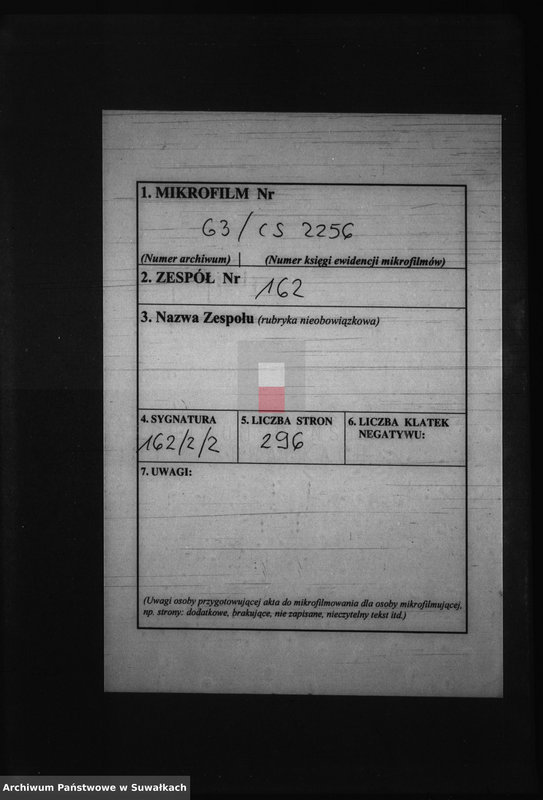 1. MIKROFILM Nr
63 / CS 2256
(Numer archiwum) (Numer księgi ewidencji mikrofilmów)
2. ZESPÓŁ Nr
162
3. Nazwa Zespołu (rubryka nieobowiązkowa)
4. SYGNATURA
162/2/2
5. LICZBA STRON
296
6. LICZBA KLATEK
NEGATYWU:
7. UWAGI:
(Uwagi osoby przygotowującej akta do mikrofilmowania dla osoby mikrofilmującej,
np. strony: dodatkowe, brakujące, nie zapisane, nieczytelny tekst itd.)
Archiwum Państwowe w Suwałkach